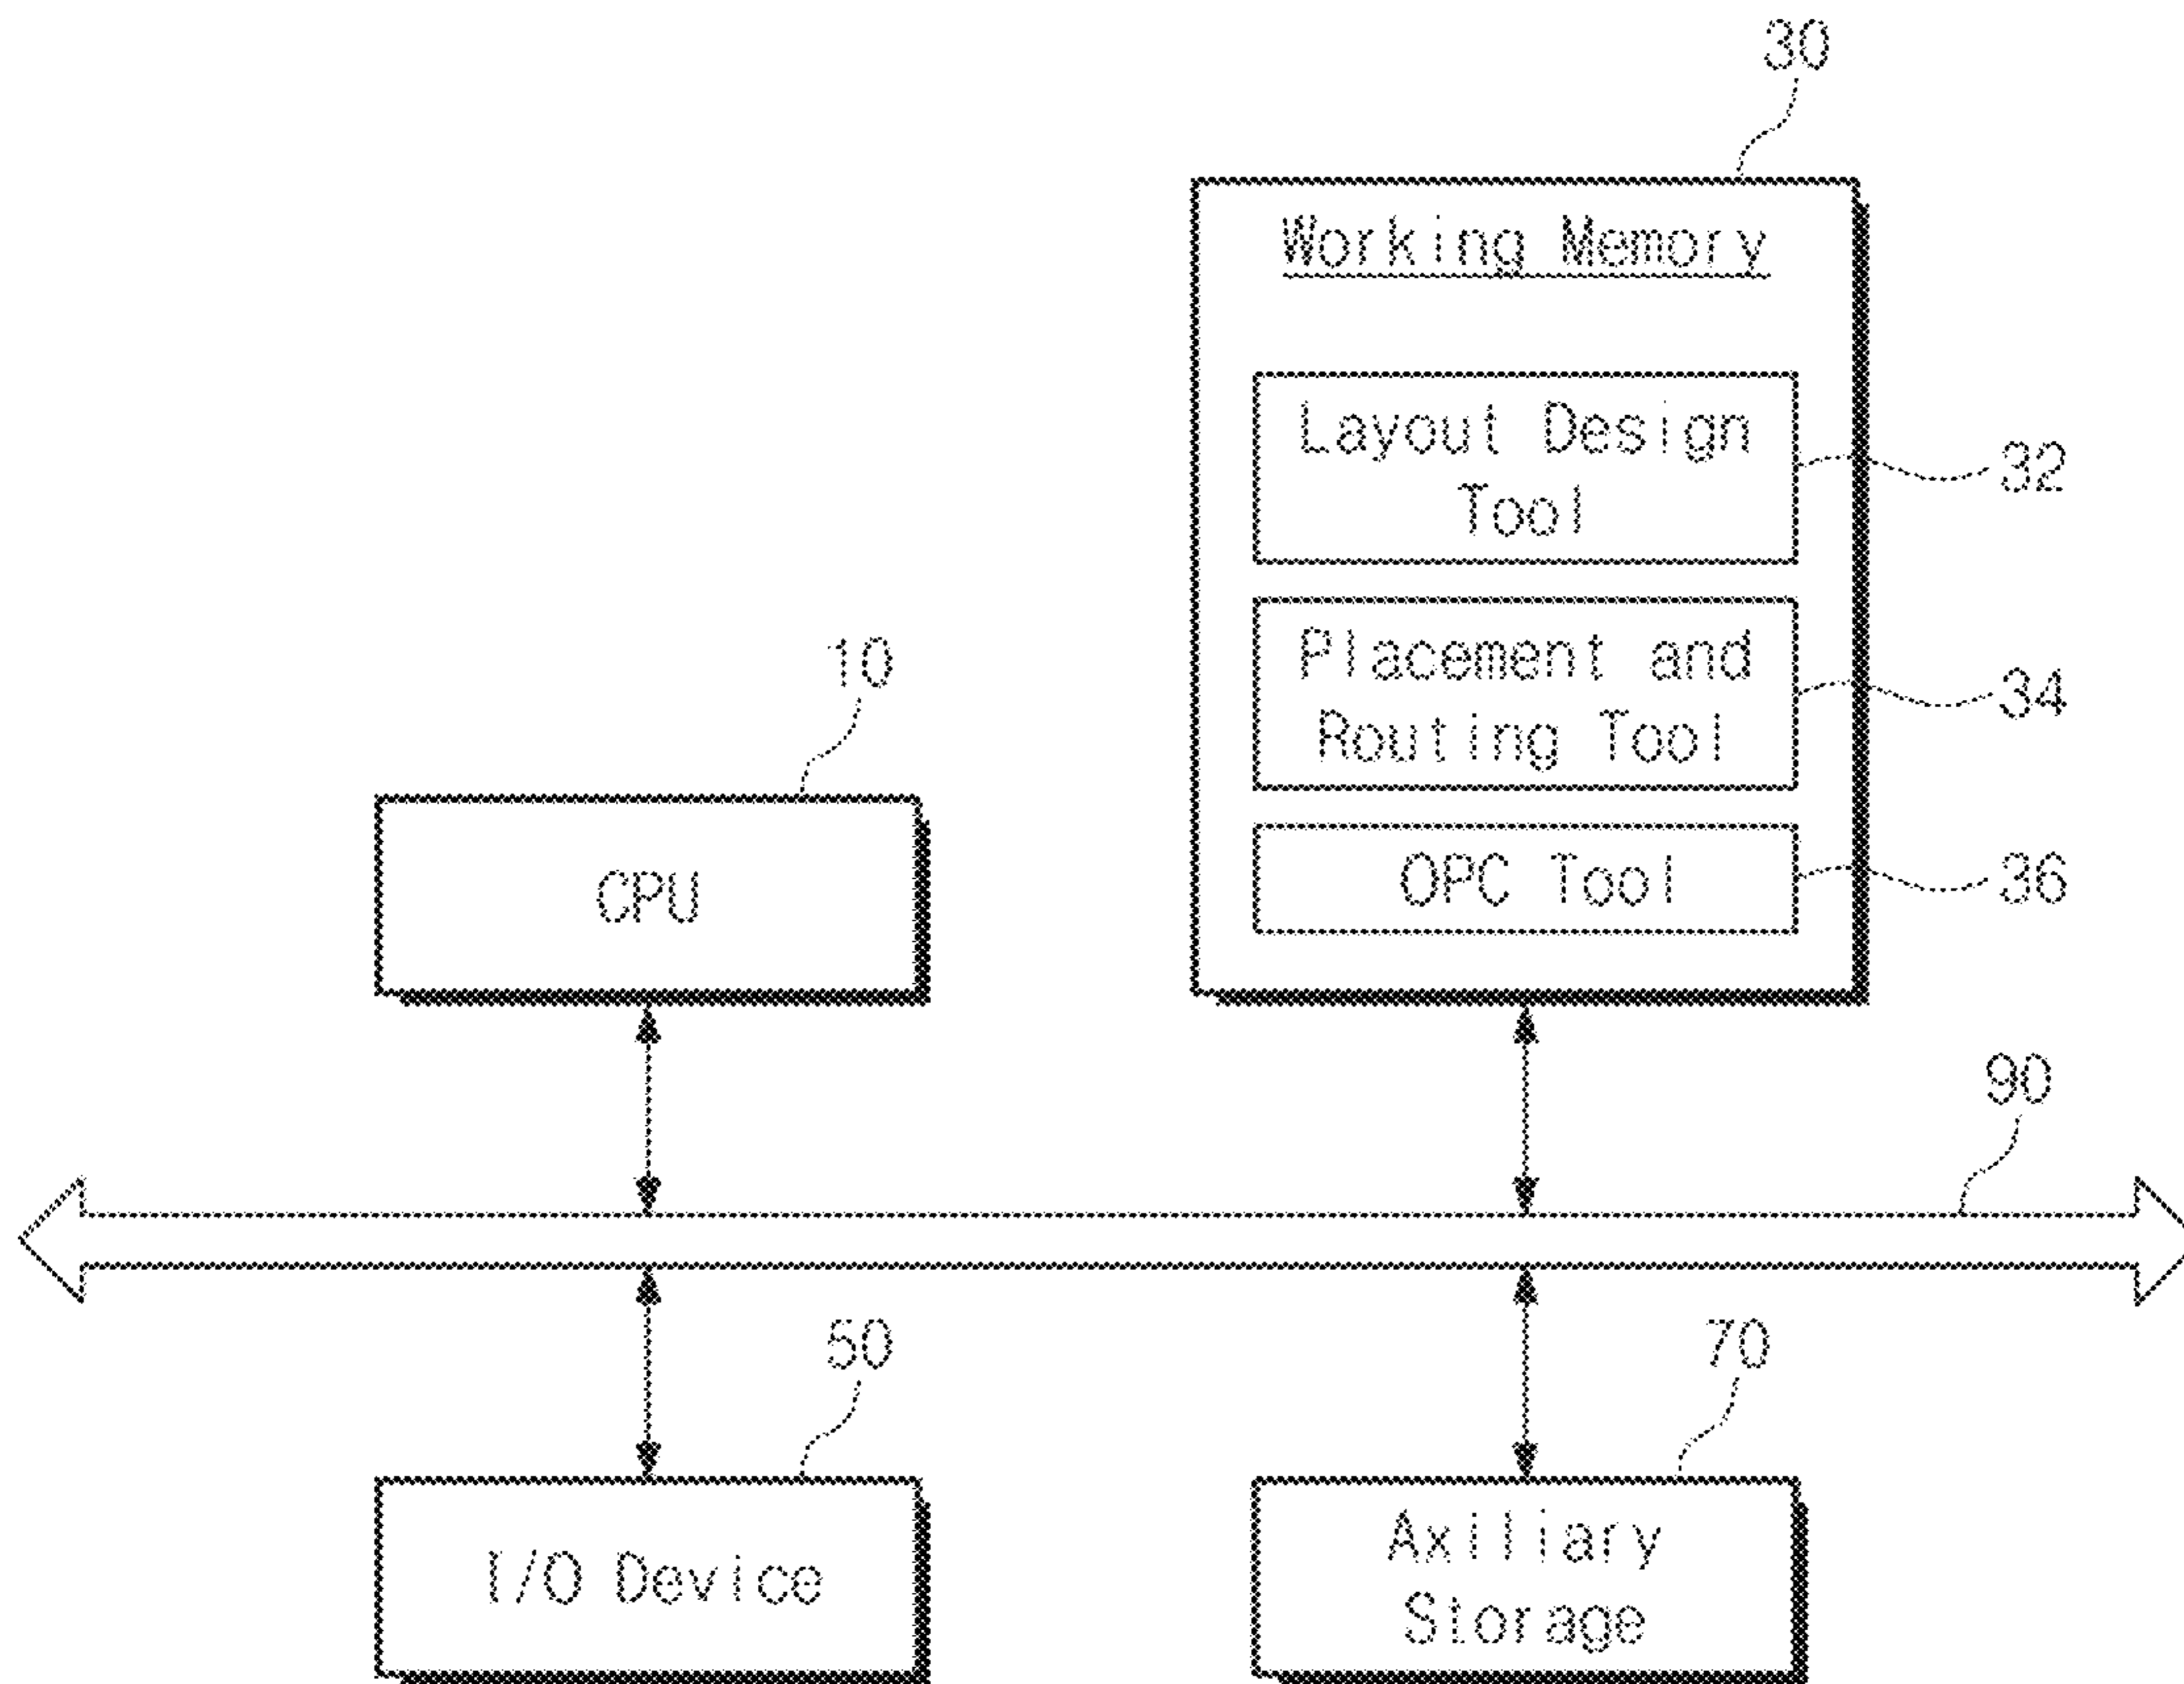 30
Working Memory
Layout Design
Tool
32
Placement and
Routing Tool
34
10
CPU
OPC Tool
36
90
50
70
I/O Device
Axiliary
Storage